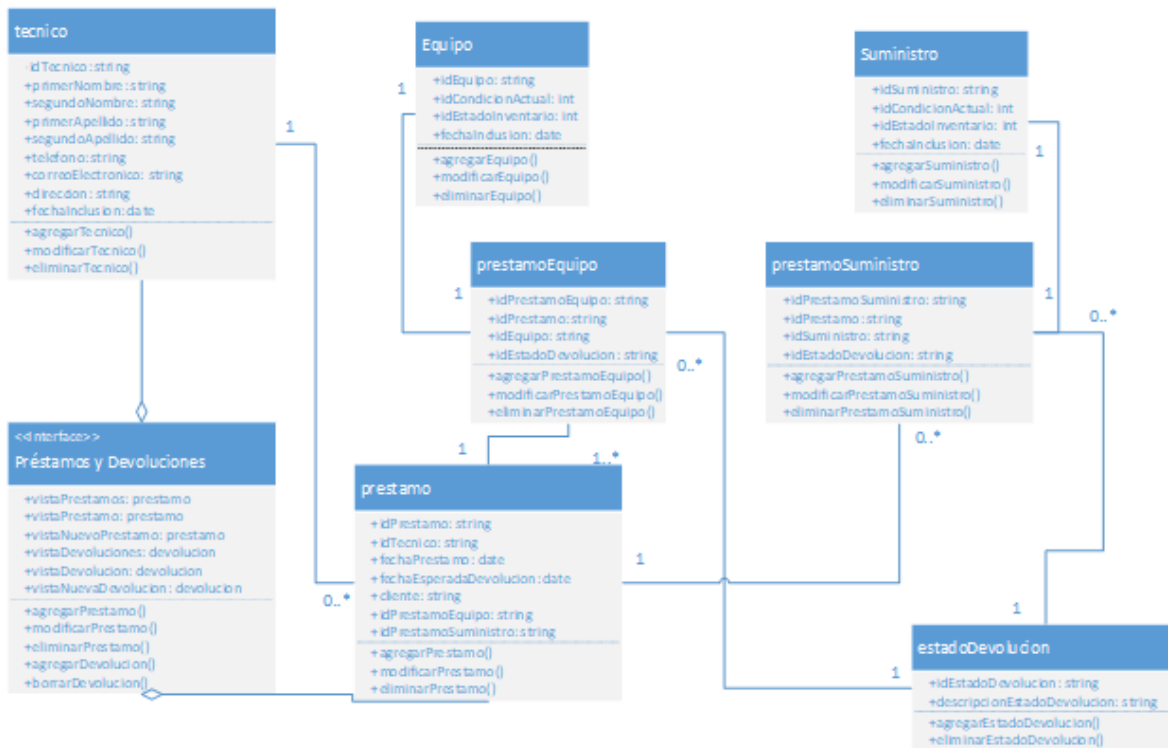 tecnico
idTecnico: string
+primerNombre: string
+segundoNombre: string
+primerApellido: string
+segundoApellido: string
+telefono: string
+correoElectronico: string
+direccion: string
+fechaInclusion: date
+agregarTecnico()
+modificarTecnico()
+eliminarTecnico()
1
Equipo
+idEquipo: string
+idCondicionActual: int
+idEstadoInventario: int
+fechaInclusion: date
+agregarEquipo()
+modificarEquipo()
+eliminarEquipo()
1
Suministro
+idSuministro: string
+idCondicionActual: int
+idEstadoInventario: int
+fechaInclusion: date
+agregarSuministro()
+modificarSuministro()
+eliminarSuministro()
1
prestamoEquipo
+idPrestamoEquipo: string
+idPrestamo: string
+idEquipo: string
+idEstadoDevolucion: string
+agregarPrestamoEquipo()
+modificarPrestamoEquipo()
+eliminarPrestamoEquipo()
1
0..*
1..*
prestamoSuministro
+idPrestamoSuministro: string
+idPrestamo: string
+idSuministro: string
+idEstadoDevolucion: string
+agregarPrestamoSuministro()
+modificarPrestamoSuministro()
+eliminarPrestamoSuministro()
1
0..*
0..*
<<Interface>>
Préstamos y Devoluciones
+vistaPrestamos: prestamo
+vistaPrestamo: prestamo
+vistaNuevoPrestamo: prestamo
+vistaDevoluciones: devolucion
+vistaDevolucion: devolucion
+vistaNuevaDevolucion: devolucion
+agregarPrestamo()
+modificarPrestamo()
+eliminarPrestamo()
+agregarDevolucion()
+borrarDevolucion()
1
prestamo
+idPrestamo: string
+idTecnico: string
+fechaPrestamo: date
+fechaEsperadaDevolucion: date
+cliente: string
+idPrestamoEquipo: string
+idPrestamoSuministro: string
+agregarPrestamo()
+modificarPrestamo()
+eliminarPrestamo()
0..*
1
1
1
estadoDevolucion
+idEstadoDevolucion: string
+descripcionEstadoDevolucion: string
+agregarEstadoDevolucion()
+eliminarEstadoDevolucion()